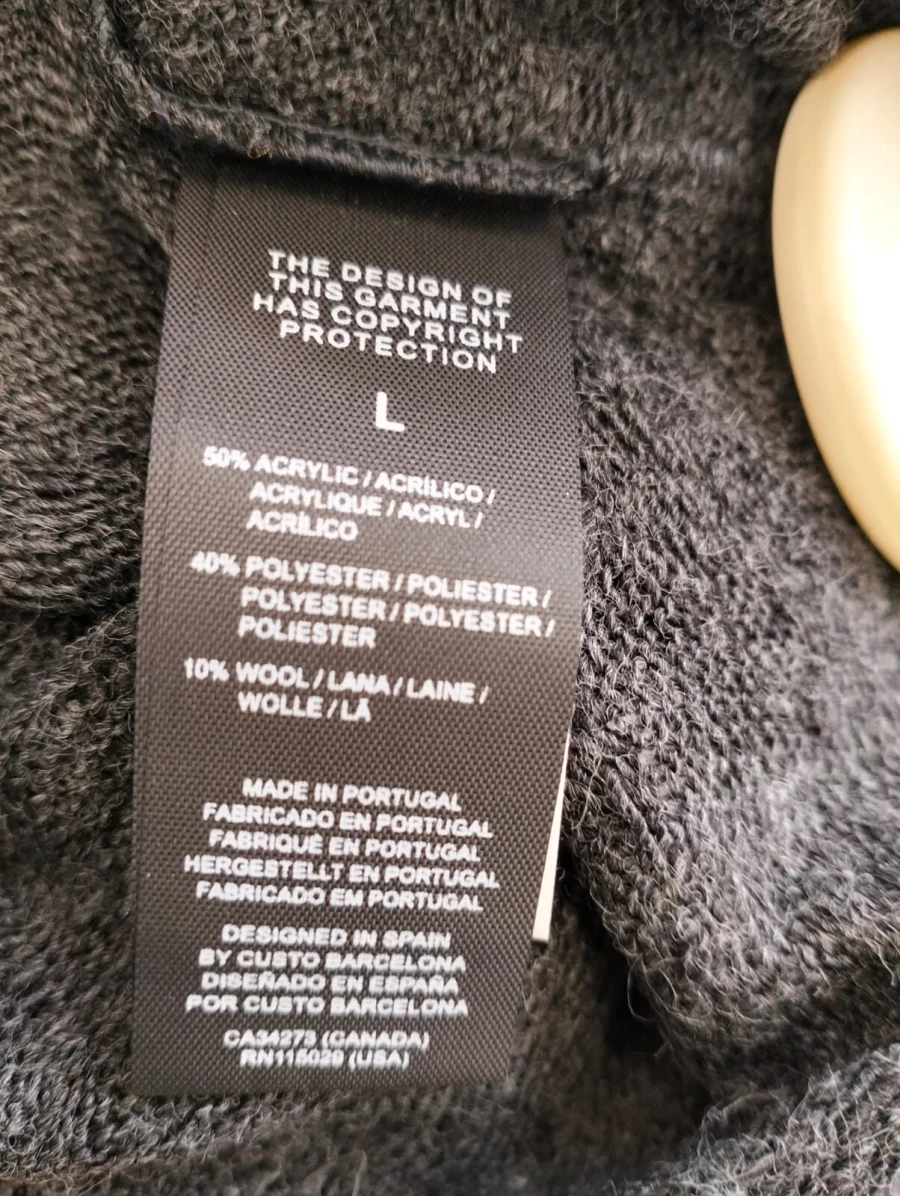 THE DESIGN OF
THIS GARMENT
HAS COPYRIGHT
PROTECTION
L
50% ACRYLIC / ACRÍLICO /
ACRYLIQUE / ACRYL /
ACRÍLICO
40% POLYESTER / POLIESTER /
POLYESTER / POLYESTER /
POLIESTER
10% WOOL / LANA / LAINE /
WOLLE / LÃ
MADE IN PORTUGAL
FABRICADO EN PORTUGAL
FABRIQUÉ EN PORTUGAL
HERGESTELLT EN PORTUGAL
FABRICADO EM PORTUGAL
DESIGNED IN SPAIN
BY CUSTO BARCELONA
DISEÑADO EN ESPAÑA
POR CUSTO BARCELONA
CA34273 (CANADA)
RN115029 (USA)